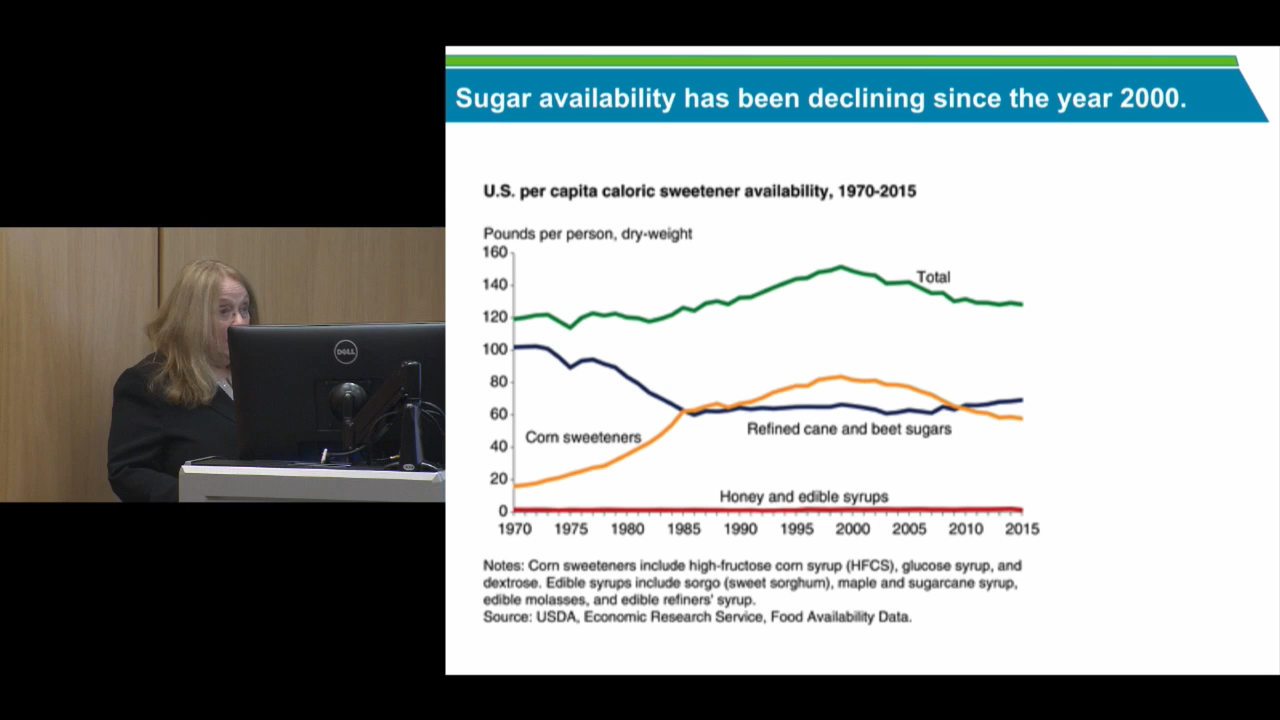 Sugar availability has been declining since the year 2000.
U.S. per capita caloric sweetener availability, 1970-2015
Pounds per person, dry-weight
160
140
120
100
80
60
40
20
0
Total
Corn sweeteners
Refined cane and beet sugars
Honey and edible syrups
1970 1975 1980 1985 1990 1995 2000 2005 2010 2015
Notes: Corn sweeteners include high-fructose corn syrup (HFCS), glucose syrup, and
dextrose. Edible syrups include sorgo (sweet sorghum), maple and sugarcane syrup,
edible molasses, and edible refiners' syrup.
Source: USDA, Economic Research Service, Food Availability Data.
DELL